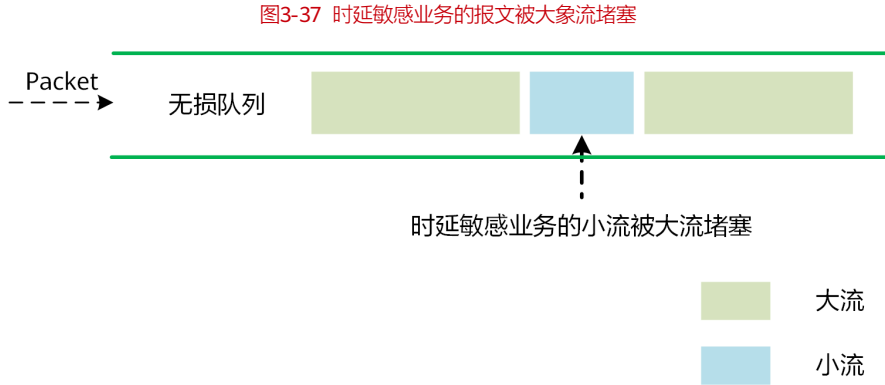 图3-37 时延敏感业务的报文被大象流堵塞
Packet
无损队列
时延敏感业务的小流被大流堵塞
大流
小流